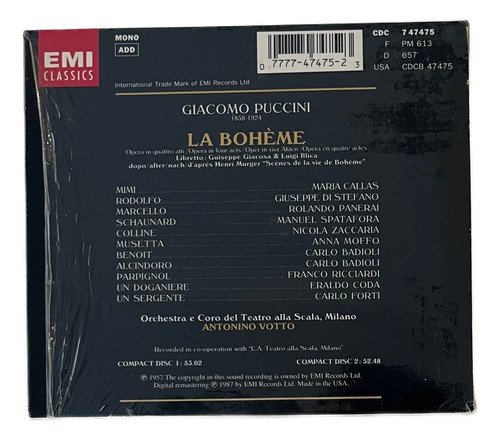 EMI
CLASSICS
MONO
ADD
0 7777-47475-2 3
CDC 7 47475
F PM 613
D 657
USA CDCB 47475
International Trade Mark of EMI Records Ltd.
GIACOMO PUCCINI
1858-1924
LA BOHÈME
Opera in quattro atti/Opera in four acts/Oper in vier Akten/Opéra en quatre actes
Libretto: Guiseppe Giacosa & Luigi Illica
dopo/after/nach/d'après Henri Murger "Scènes de la vie de Bohème"
MIMI MARIA CALLAS
RODOLFO GIUSEPPE DI STEFANO
MARCELLO ROLANDO PANERAI
SCHAUNARD MANUEL SPATAFORA
COLLINE NICOLA ZACCARIA
MUSETTA ANNA MOFFO
BENOIT CARLO BADIOLI
ALCINDORO CARLO BADIOLI
PARPIGNOL FRANCO RICCIARDI
UN DOGANIERE ERALDO CODA
UN SERGENTE CARLO FORTI
Orchestra e Coro del Teatro alla Scala, Milano
ANTONINO VOTTO
Recorded in co-operation with "E.A. Teatro alla Scala, Milano"
COMPACT DISC 1: 53.02 COMPACT DISC 2: 52.48
℗ 1957 The copyright in this sound recording is owned by EMI Records Ltd.
Digital remastering ℗ 1987 by EMI Records Ltd. Made in the USA.